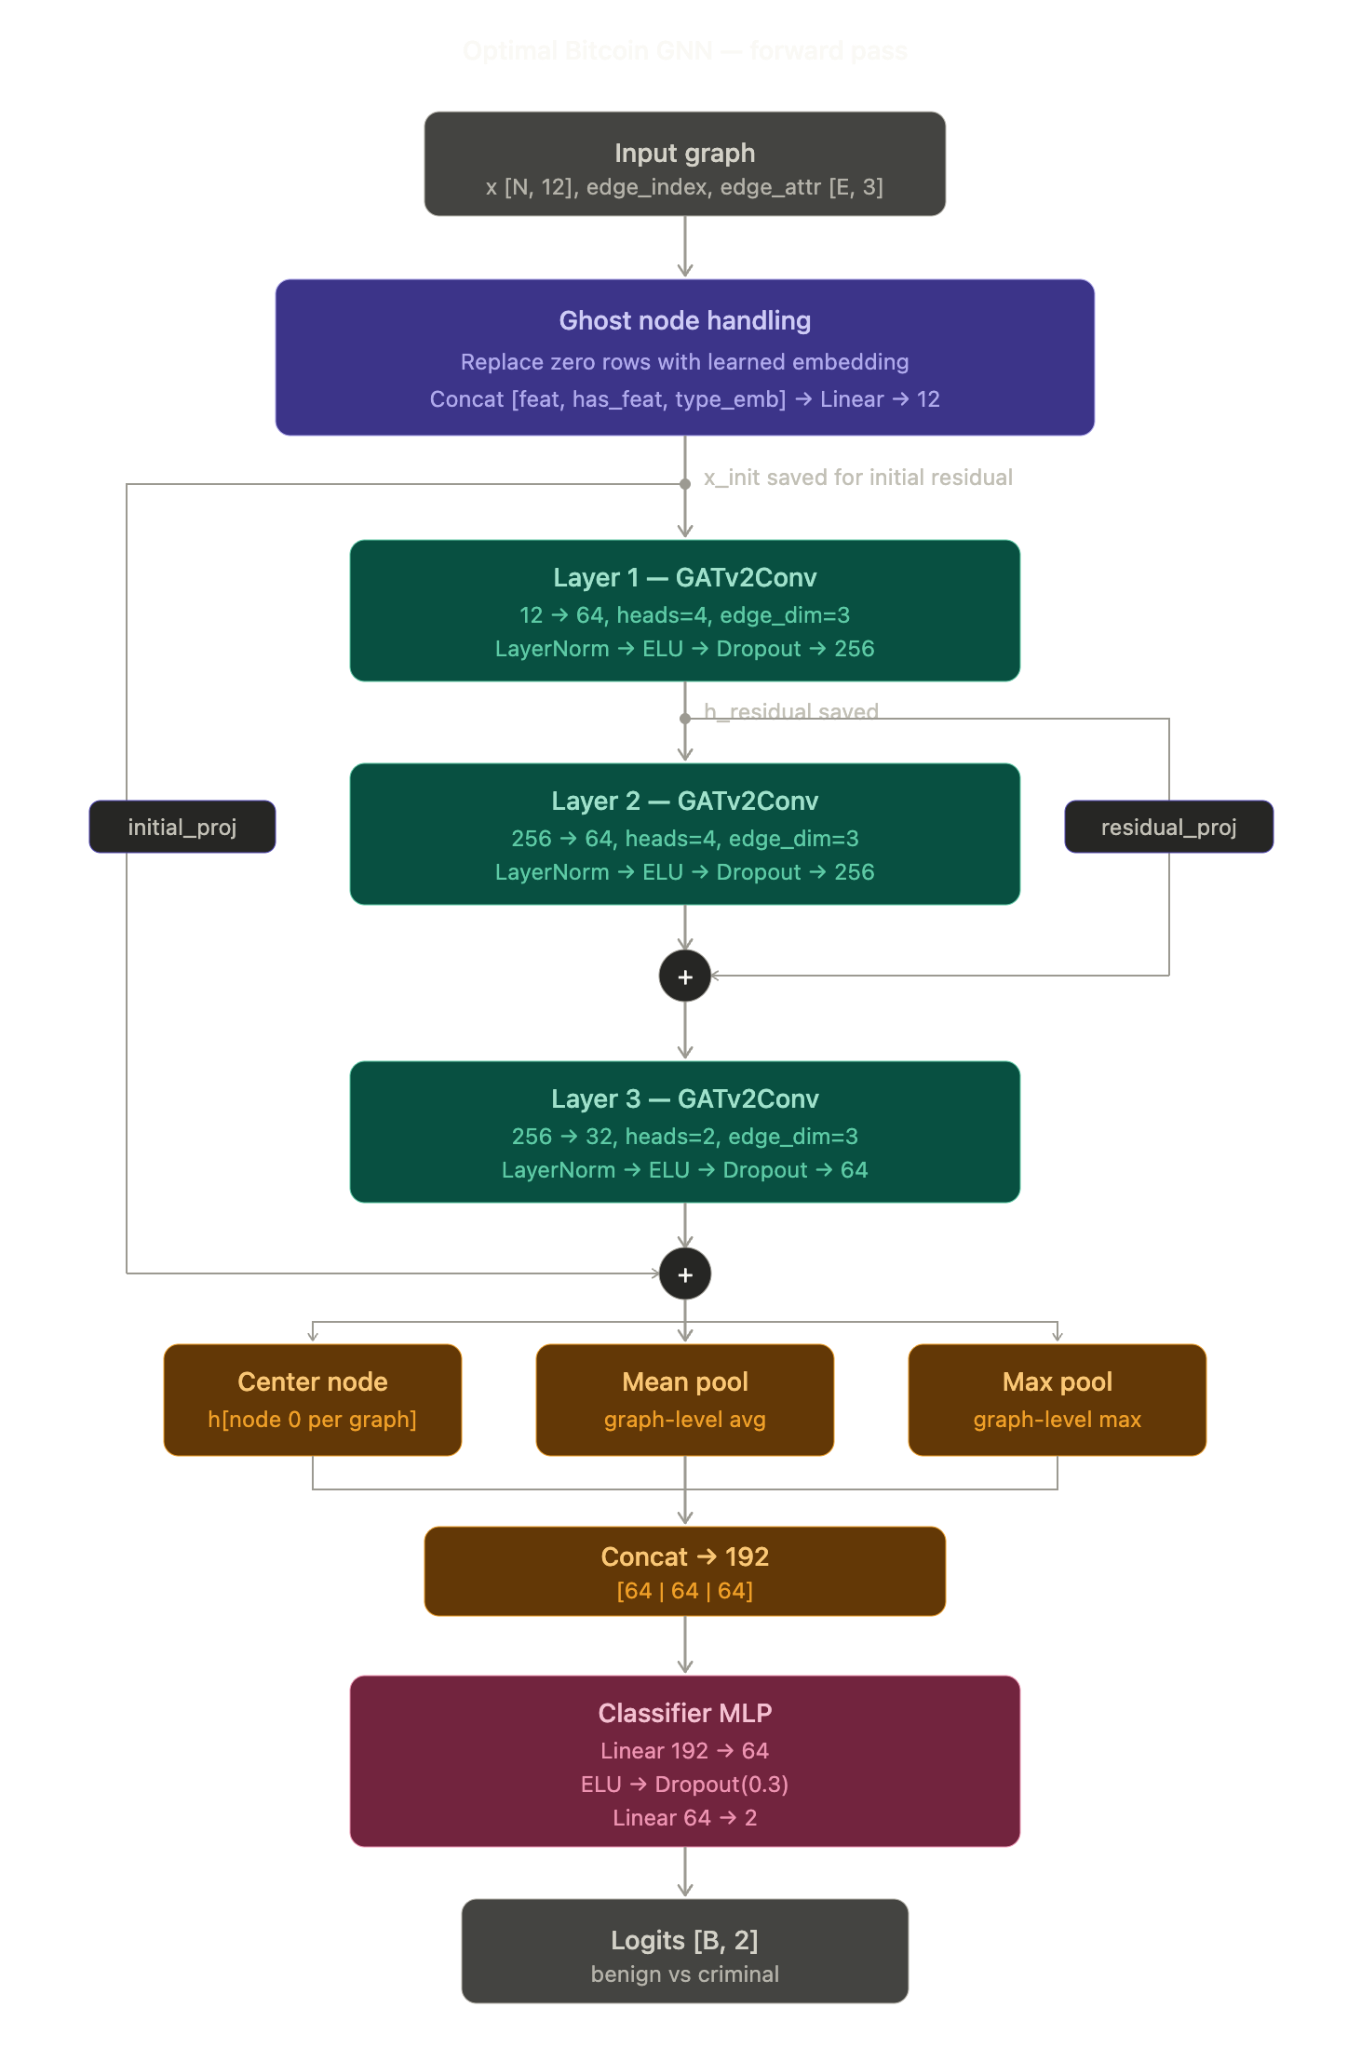 Optimal Bitcoin GNN — forward pass
Input graph
x [N, 12], edge_index, edge_attr [E, 3]
Ghost node handling
Replace zero rows with learned embedding
Concat [feat, has_feat, type_emb] → Linear → 12
x_init saved for initial residual
Layer 1 — GATv2Conv
12 → 64, heads=4, edge_dim=3
LayerNorm → ELU → Dropout → 256
h_residual saved
Layer 2 — GATv2Conv
256 → 64, heads=4, edge_dim=3
LayerNorm → ELU → Dropout → 256
initial_proj
residual_proj
+
Layer 3 — GATv2Conv
256 → 32, heads=2, edge_dim=3
LayerNorm → ELU → Dropout → 64
+
Center node
h[node 0 per graph]
Mean pool
graph-level avg
Max pool
graph-level max
Concat → 192
[64 | 64 | 64]
Classifier MLP
Linear 192 → 64
ELU → Dropout(0.3)
Linear 64 → 2
Logits [B, 2]
benign vs criminal